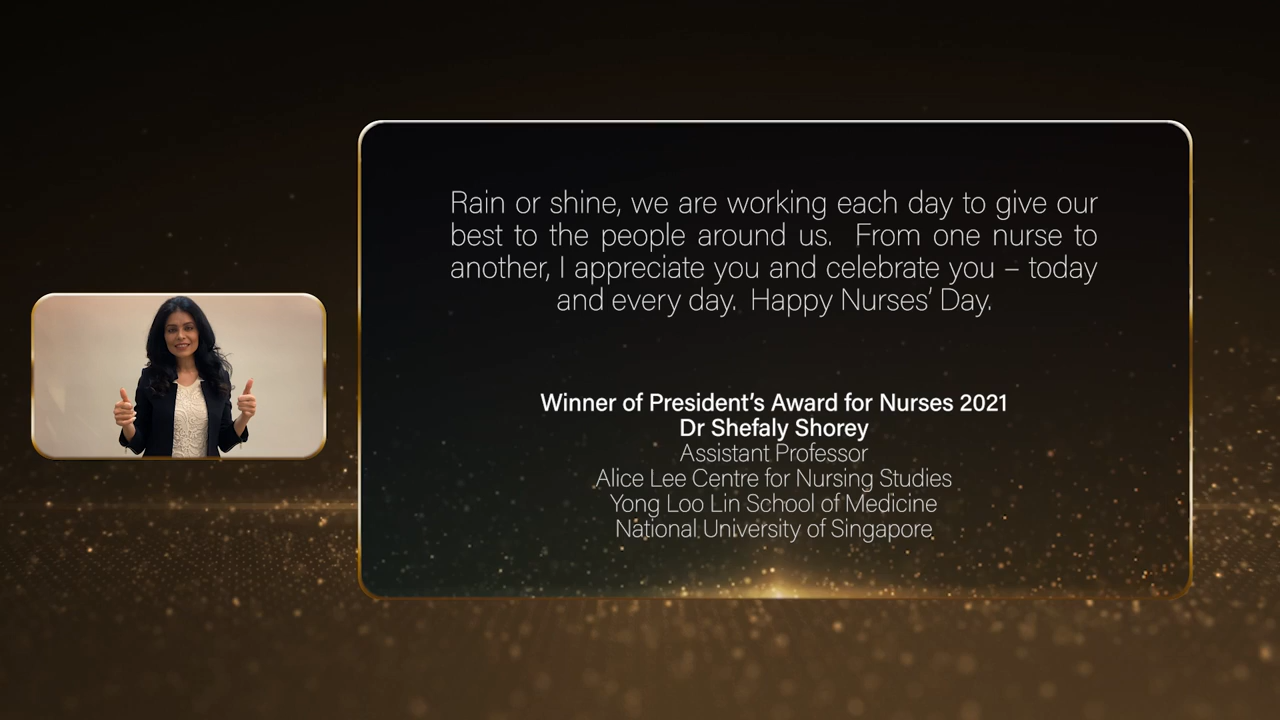 Rain or shine, we are working each day to give our
best to the people around us.  From one nurse to
another, I appreciate you and celebrate you – today
and every day.  Happy Nurses’ Day.
Winner of President’s Award for Nurses 2021
Dr Shefaly Shorey
Assistant Professor
Alice Lee Centre for Nursing Studies
Yong Loo Lin School of Medicine
National University of Singapore